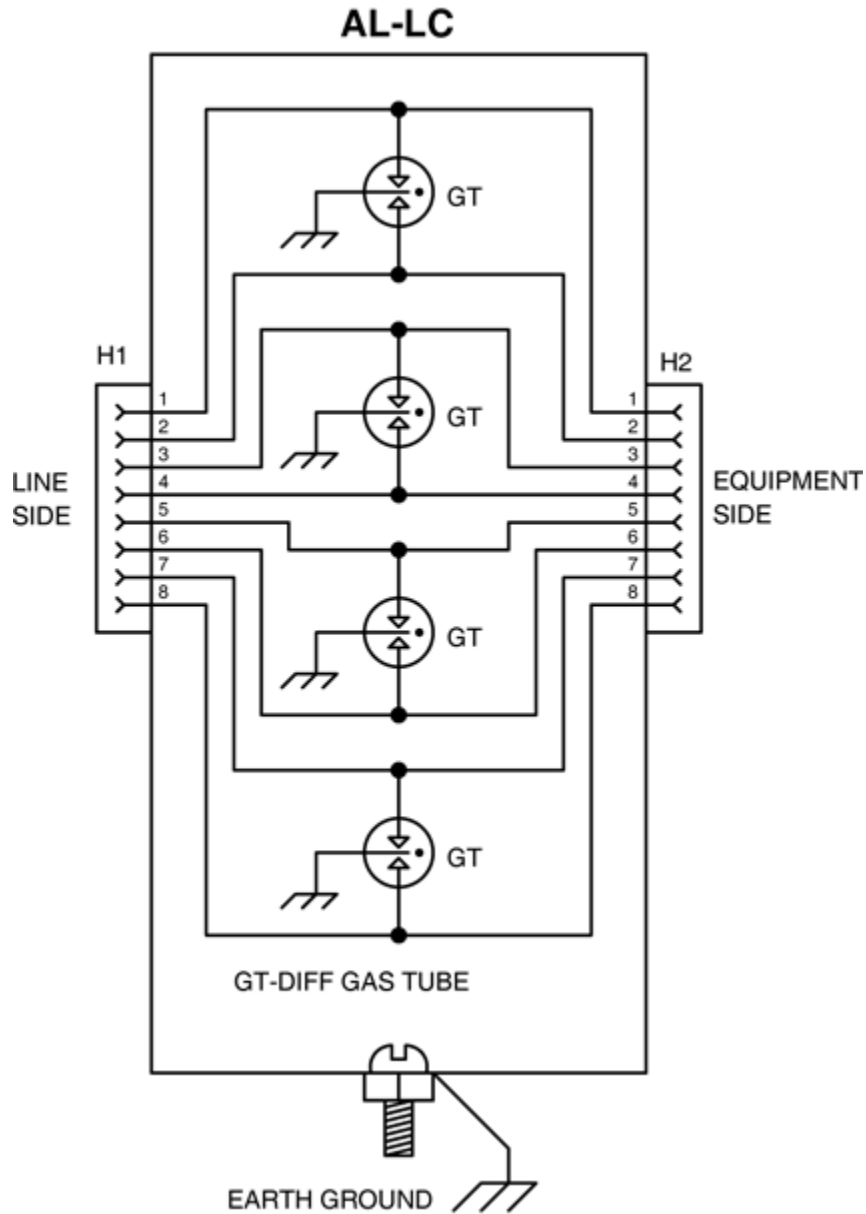 AL-LC
GT
H1
H2
GT
1
2
3
4
5
6
7
8
1
2
3
4
5
6
7
8
LINE
SIDE
EQUIPMENT
SIDE
GT
GT
GT-DIFF GAS TUBE
EARTH GROUND